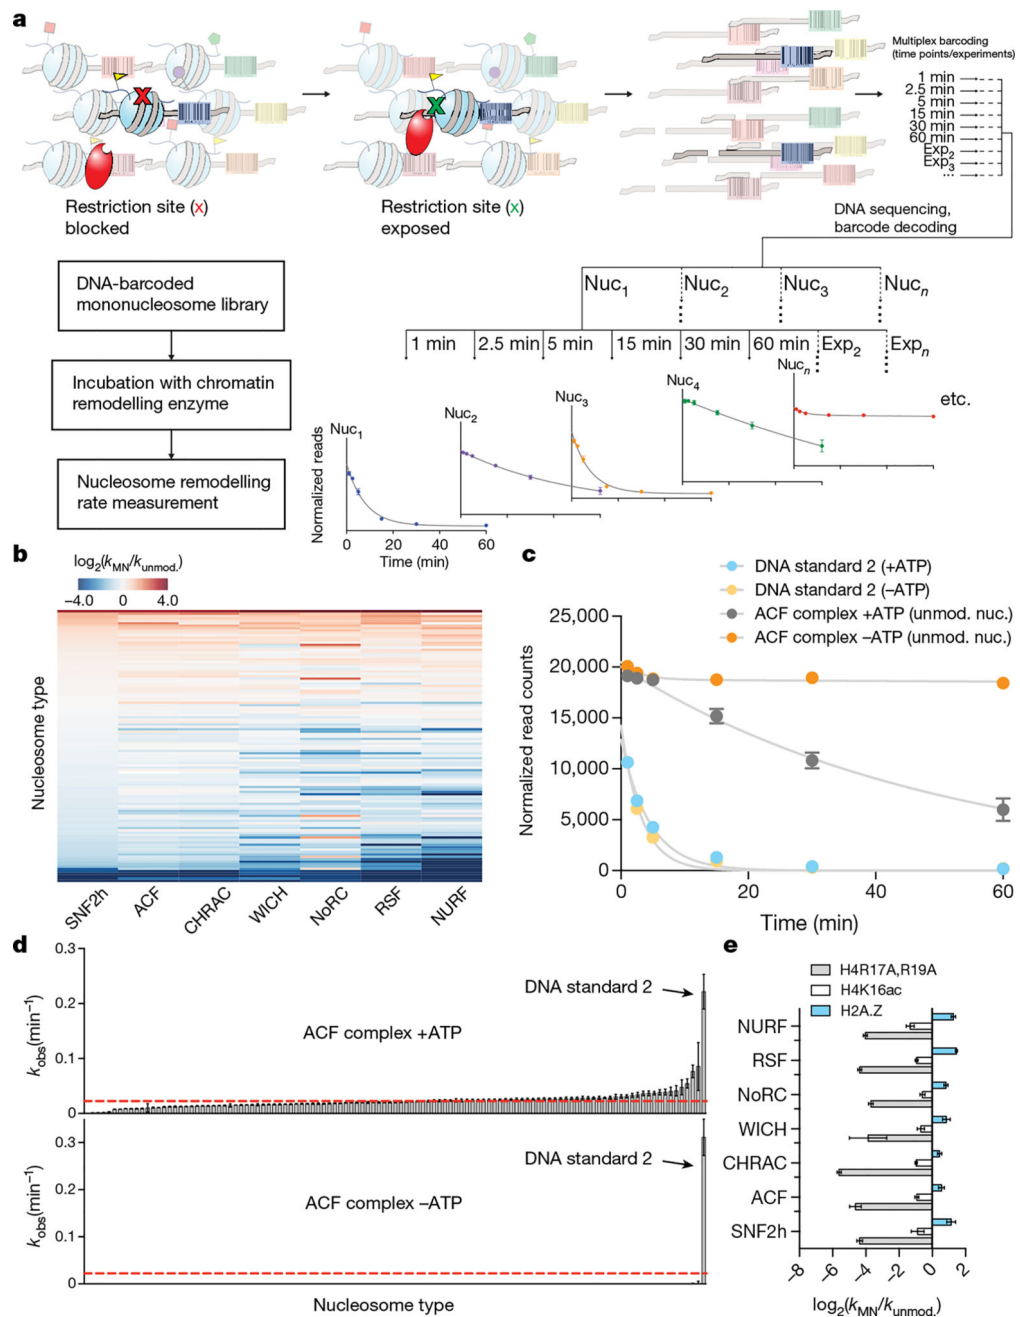 a
Multiplex barcoding
(time points/experiments)
1 min
2.5 min
5 min
15 min
30 min
60 min
Exp2
Exp3
...
X
X
Restriction site (x)
blocked
Restriction site (x)
exposed
DNA sequencing,
barcode decoding
DNA-barcoded
mononucleosome library
Incubation with chromatin
remodelling enzyme
Nucleosome remodelling
rate measurement
Nuc1
Nuc2
Nuc3
Nucn
1 min
2.5 min
5 min
15 min
30 min
60 min
Exp2
Expn
Nuc1
Nuc2
Nuc3
Nuc4
Nucn
etc.
Normalized reads
0 20 40 60
Time (min)
b
log2(kMN/kunmod.)
−4.0 0 4.0
Nucleosome type
SNF2h ACF CHRAC WICH NoRC RSF NURF
c
DNA standard 2 (+ATP)
DNA standard 2 (−ATP)
ACF complex +ATP (unmod. nuc.)
ACF complex −ATP (unmod. nuc.)
Normalized read counts
25,000
20,000
15,000
10,000
5,000
0
0 20 40 60
Time (min)
d
kobs(min−1)
0.3
0.2
0.1
0
DNA standard 2
ACF complex +ATP
kobs(min−1)
0.3
0.2
0.1
0
DNA standard 2
ACF complex −ATP
Nucleosome type
e
H4R17A,R19A
H4K16ac
H2A.Z
NURF
RSF
NoRC
WICH
CHRAC
ACF
SNF2h
−8 −6 −4 −2 0 2
log2(kMN/kunmod.)